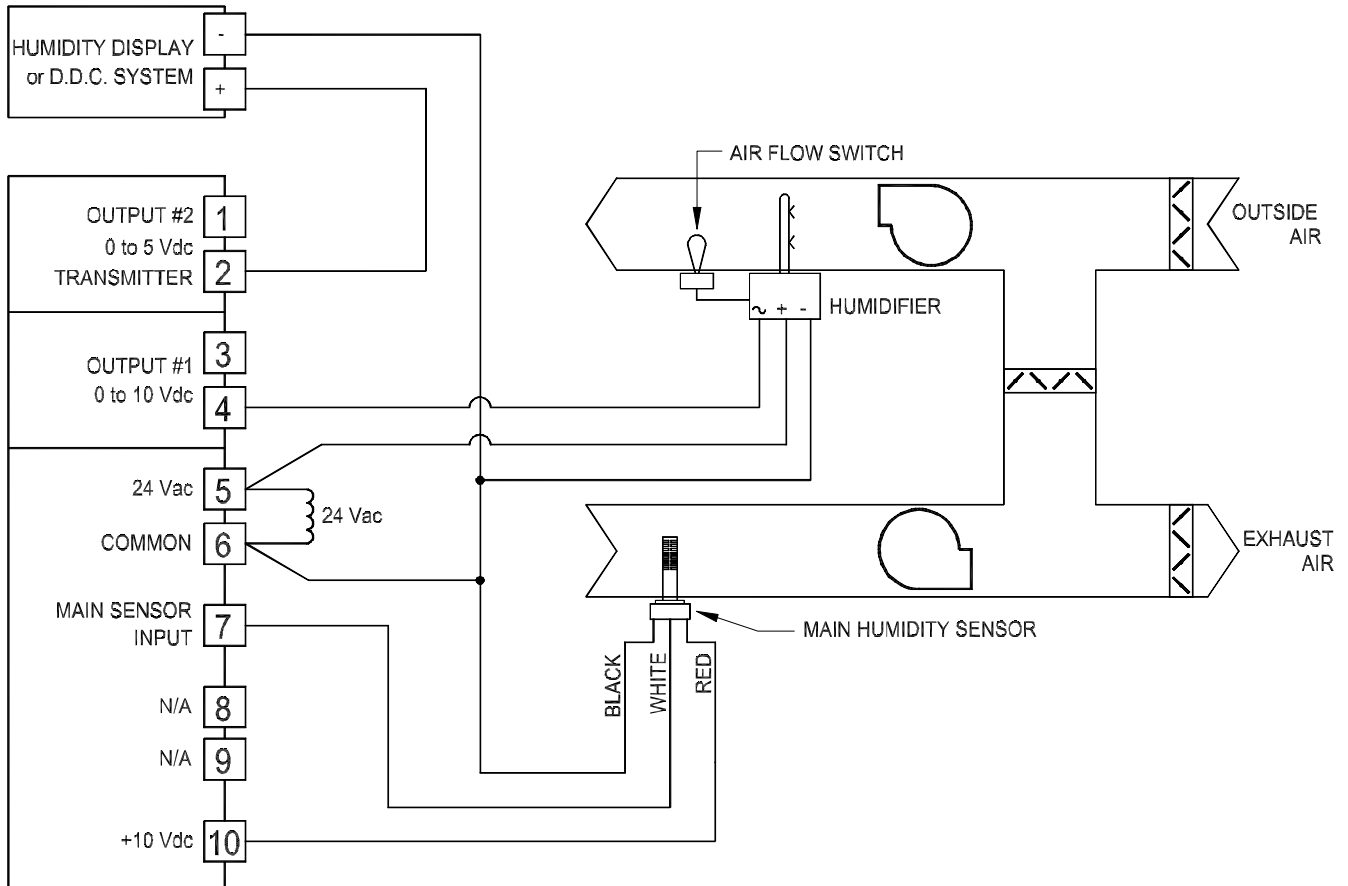 HUMIDITY DISPLAY
or D.D.C. SYSTEM
-
+
OUTPUT #2
0 to 5 Vdc
TRANSMITTER
1
2
OUTPUT #1
0 to 10 Vdc
3
4
24 Vac
5
24 Vac
COMMON
6
MAIN SENSOR
INPUT
7
N/A
8
N/A
9
+10 Vdc
10
AIR FLOW SWITCH
OUTSIDE
AIR
HUMIDIFIER
~ + -
EXHAUST
AIR
MAIN HUMIDITY SENSOR
BLACK
WHITE
RED